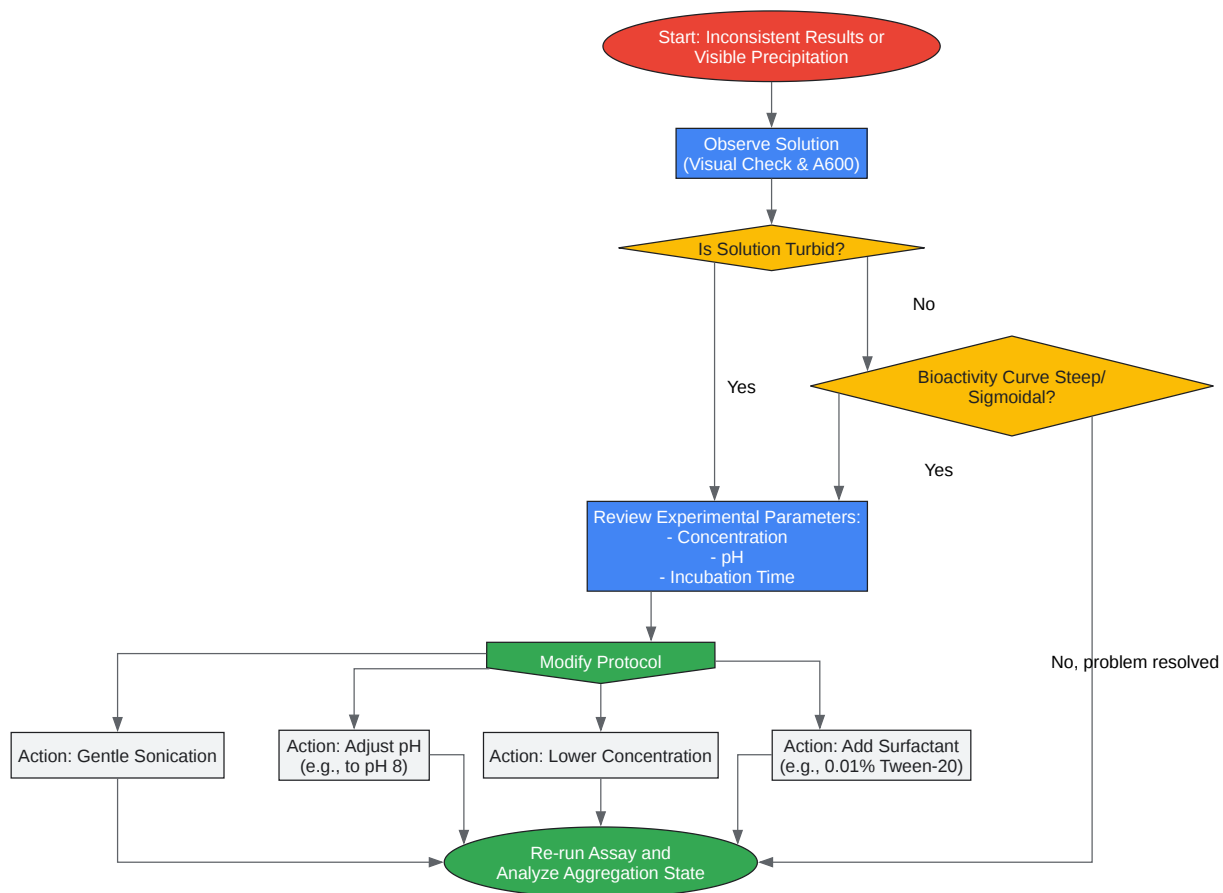 Start: Inconsistent Results or
Visible Precipitation
Observe Solution
(Visual Check & A600)
Is Solution Turbid?
No
Bioactivity Curve Steep/
Sigmoidal?
Yes
Yes
Review Experimental Parameters:
- Concentration
- pH
- Incubation Time
Modify Protocol
No, problem resolved
Action: Gentle Sonication
Action: Adjust pH
(e.g., to pH 8)
Action: Lower Concentration
Action: Add Surfactant
(e.g., 0.01% Tween-20)
Re-run Assay and
Analyze Aggregation State